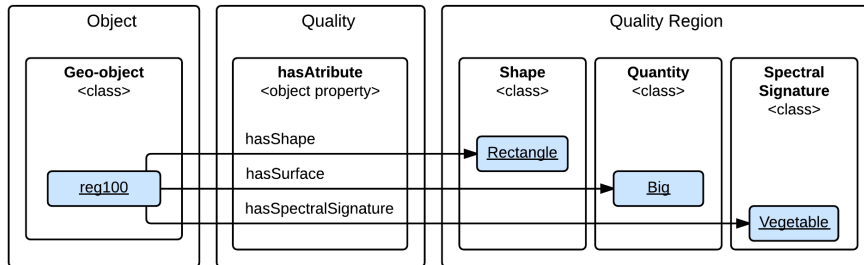 Object
Quality
Quality Region
Geo-object
<class>
hasAtribute
<object property>
Shape
<class>
Quantity
<class>
Spectral
Signature
<class>
hasShape
Rectangle
reg100
hasSurface
Big
hasSpectralSignature
Vegetable